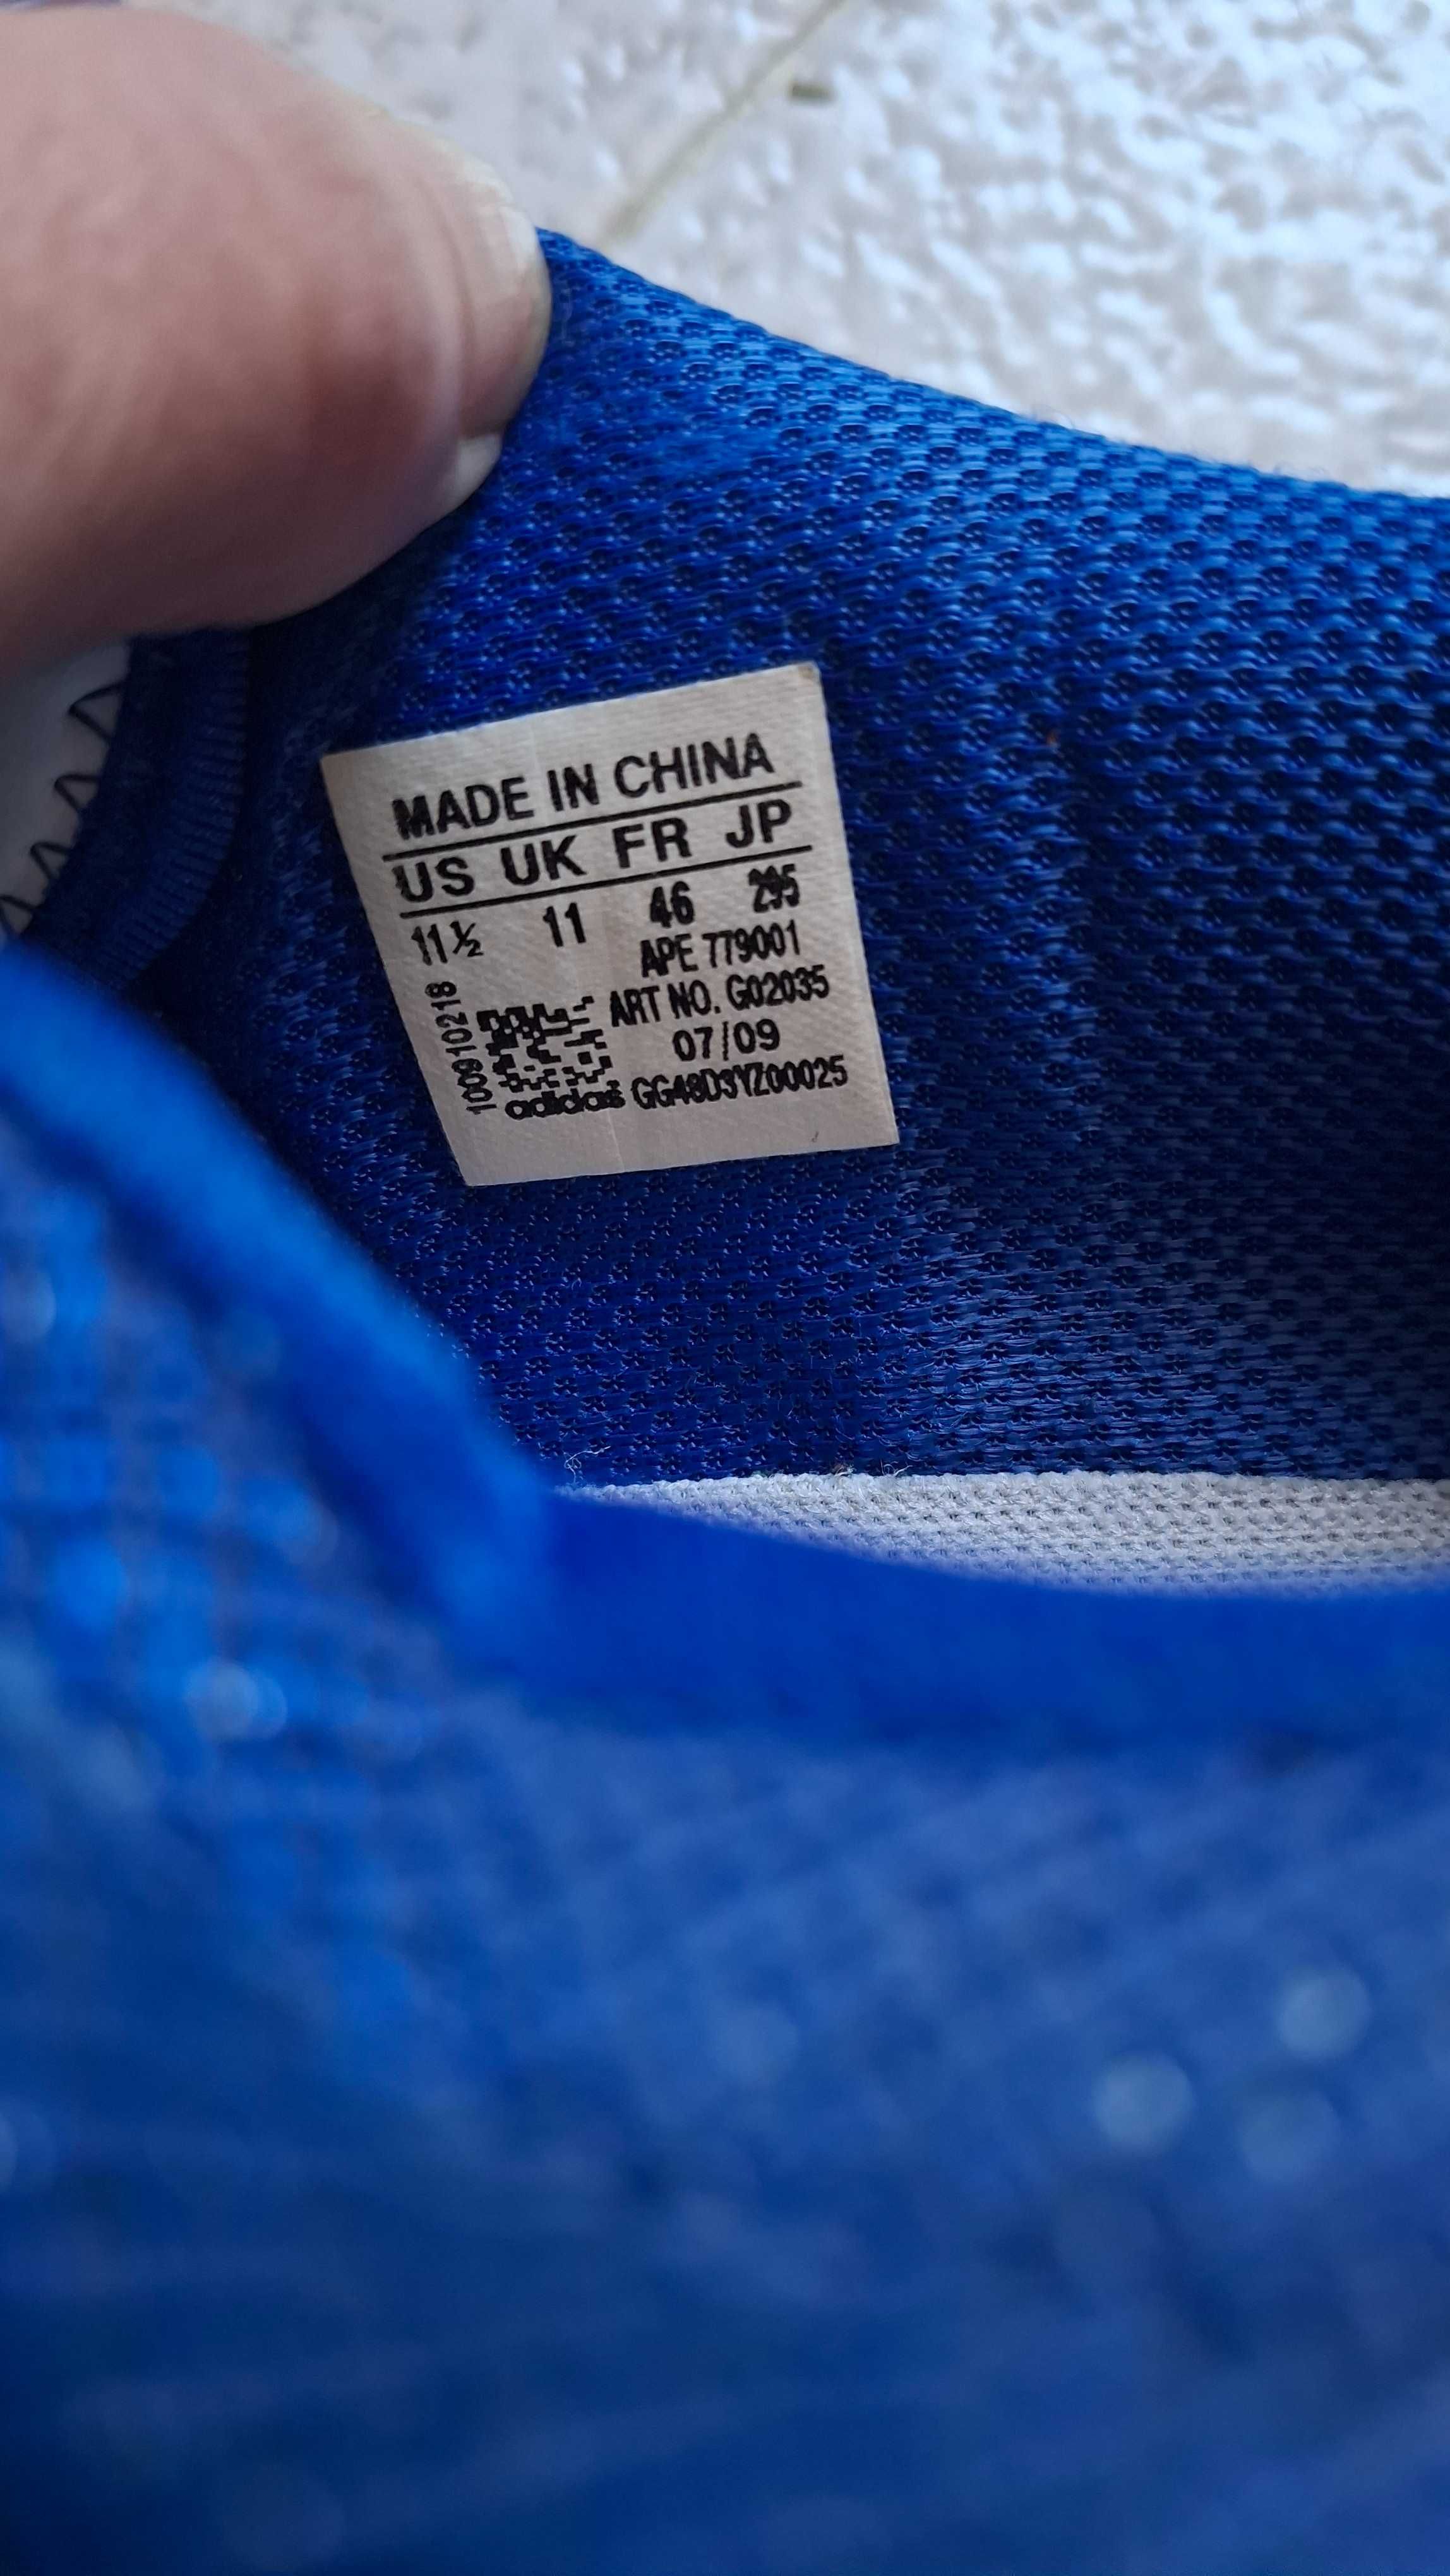 MADE IN CHINA
US UK FR JP
11½ 11 46 295
APE 779001
ART NO. G02035
07/09
adidas GG48D3YZ00025
100910218